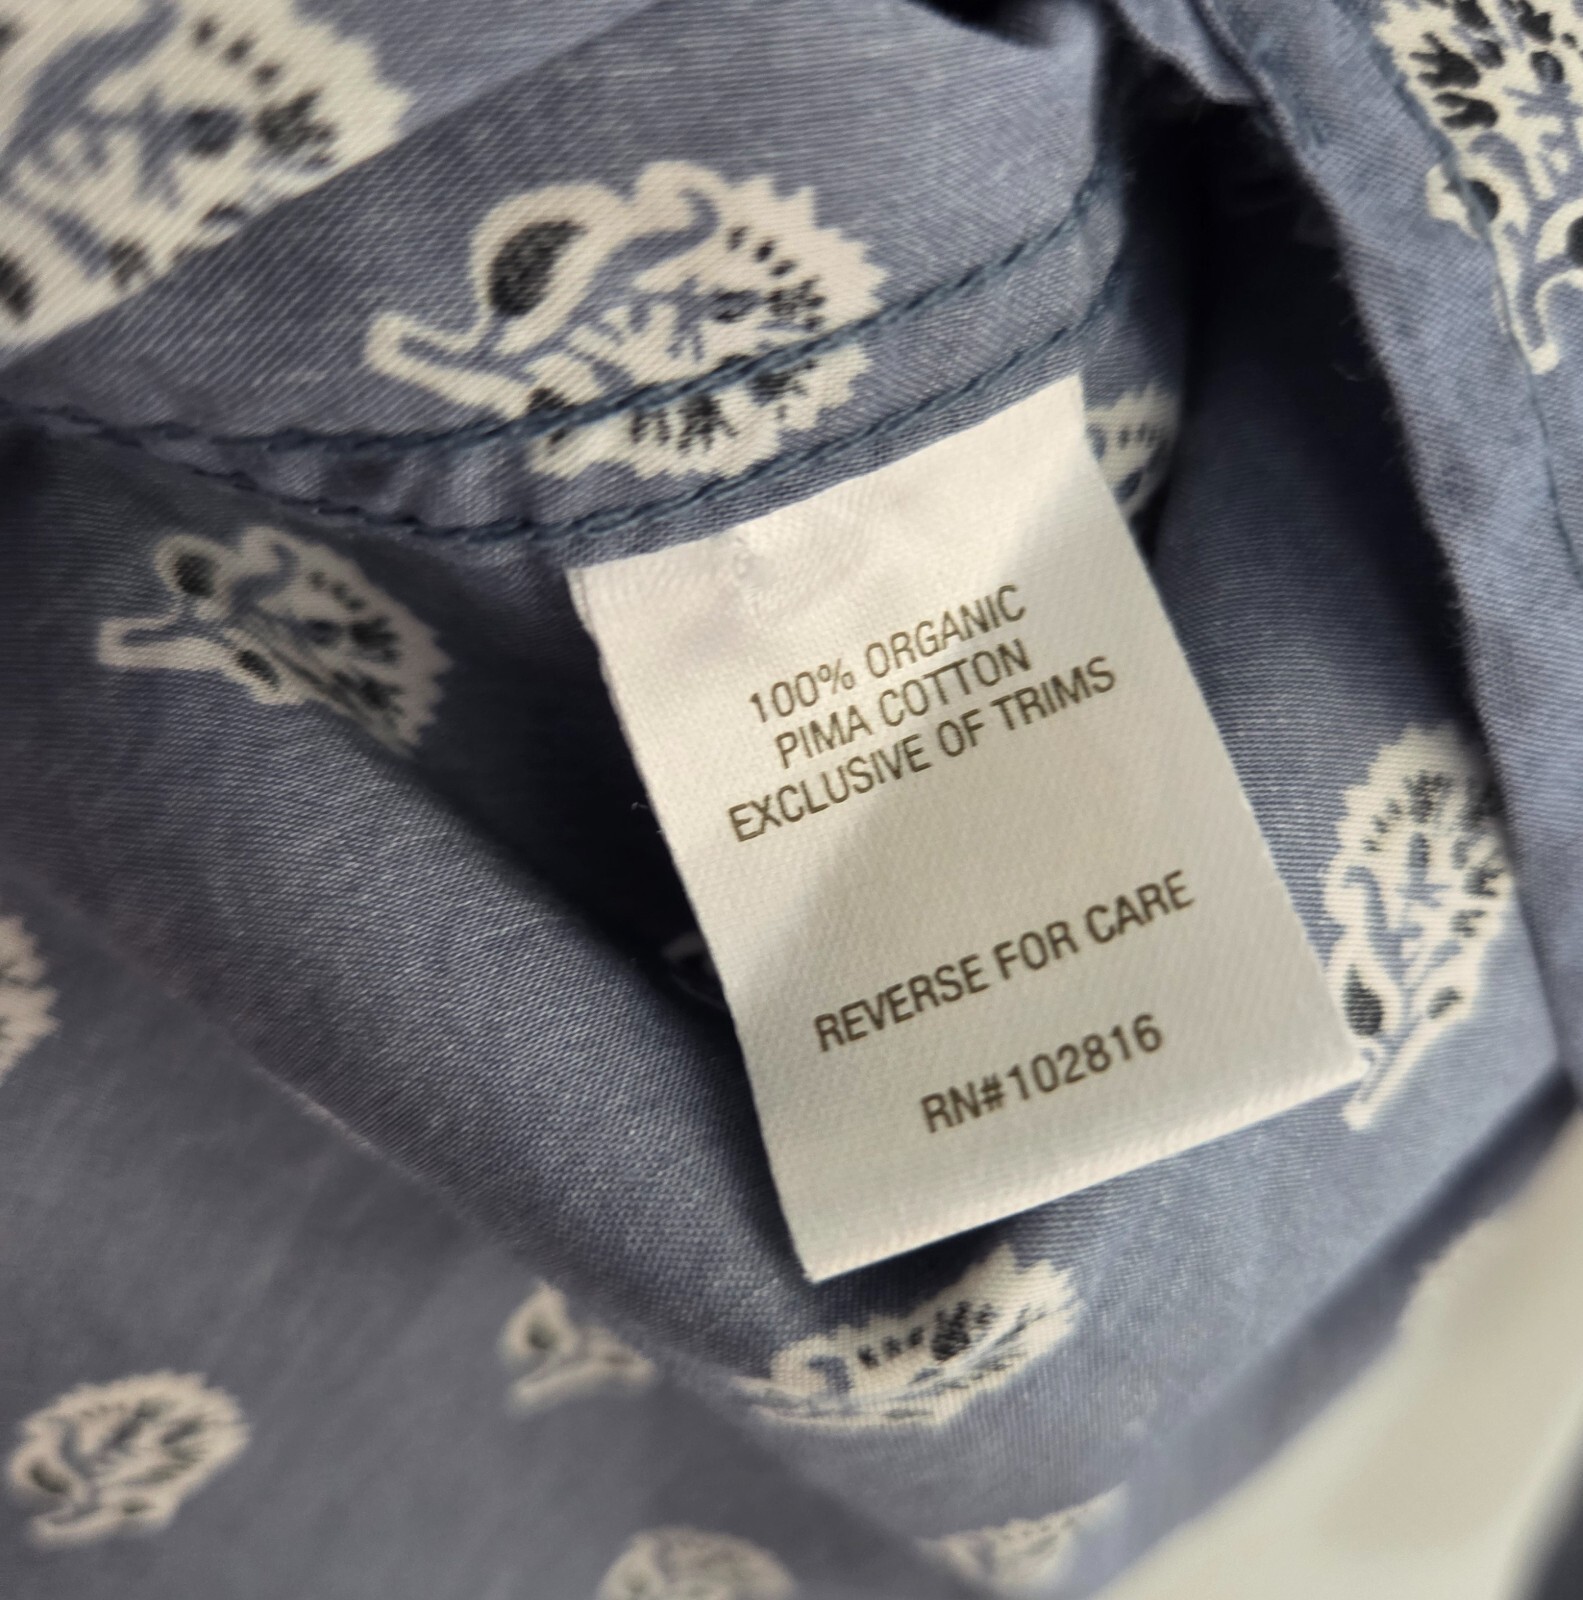 100% ORGANIC
PIMA COTTON
EXCLUSIVE OF TRIMS
REVERSE FOR CARE
RN#102816